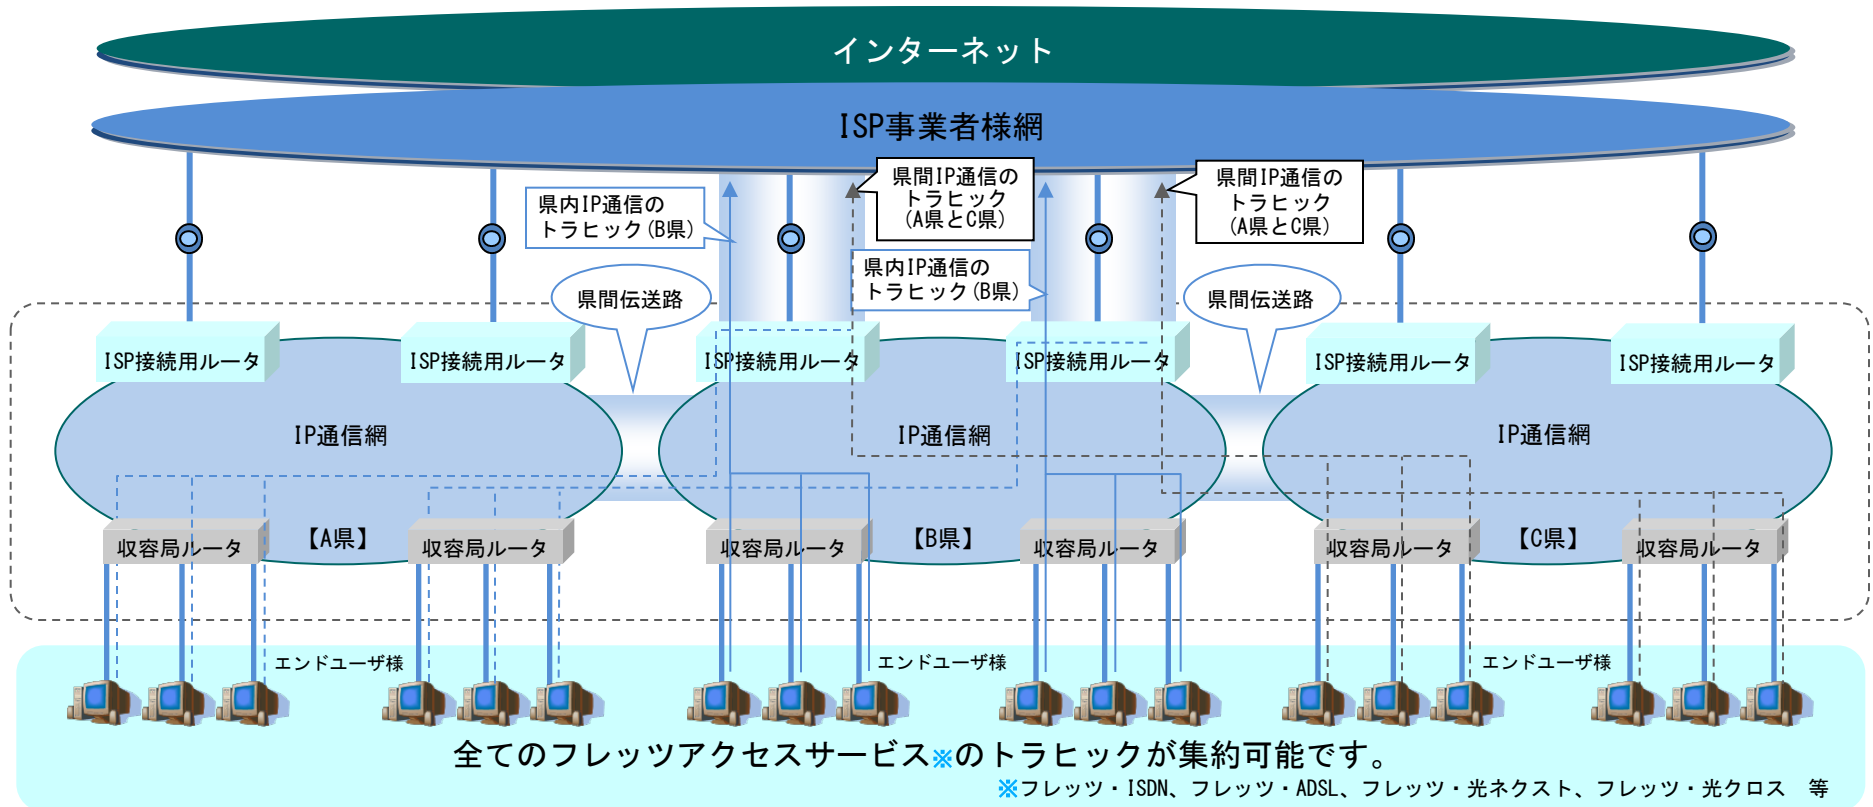 インターネット
ISP事業者様網
県内IP通信の
トラヒック(B県)
県間IP通信の
トラヒック
(A県とC県)
県内IP通信の
トラヒック(B県)
県間IP通信の
トラヒック
(A県とC県)
県間伝送路
県間伝送路
ISP接続用ルータ
ISP接続用ルータ
ISP接続用ルータ
ISP接続用ルータ
ISP接続用ルータ
ISP接続用ルータ
IP通信網
IP通信網
IP通信網
収容局ルータ
【A県】
収容局ルータ
収容局ルータ
【B県】
収容局ルータ
収容局ルータ
【C県】
収容局ルータ
エンドユーザ様
エンドユーザ様
エンドユーザ様
全てのフレッツアクセスサービス※のトラヒックが集約可能です。
※フレッツ・ISDN、フレッツ・ADSL、フレッツ・光ネクスト、フレッツ・光クロス 等